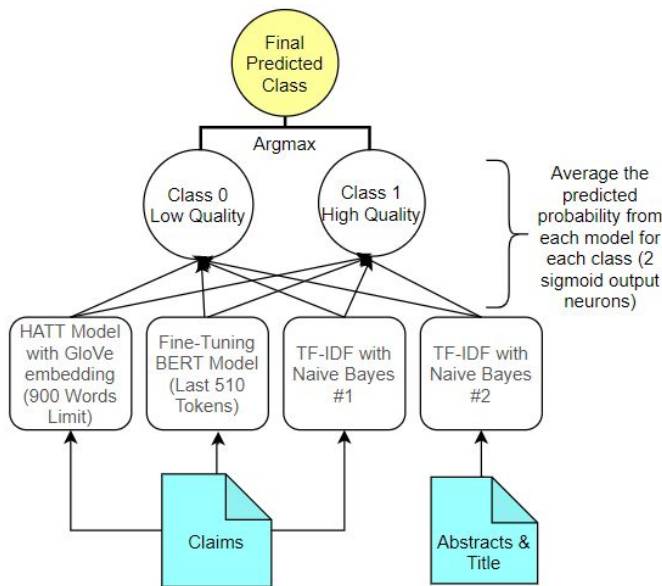 Final
Predicted
Class
Argmax
Class 0
Low Quality
Class 1
High Quality
Average the
predicted
probability from
each model for
each class (2
sigmoid output
neurons)
HATT Model
with GloVe
embedding
(900 Words
Limit)
Fine-Tuning
BERT Model
(Last 510
Tokens)
TF-IDF with
Naive Bayes
#1
TF-IDF with
Naive Bayes
#2
Claims
Abstracts &
Title